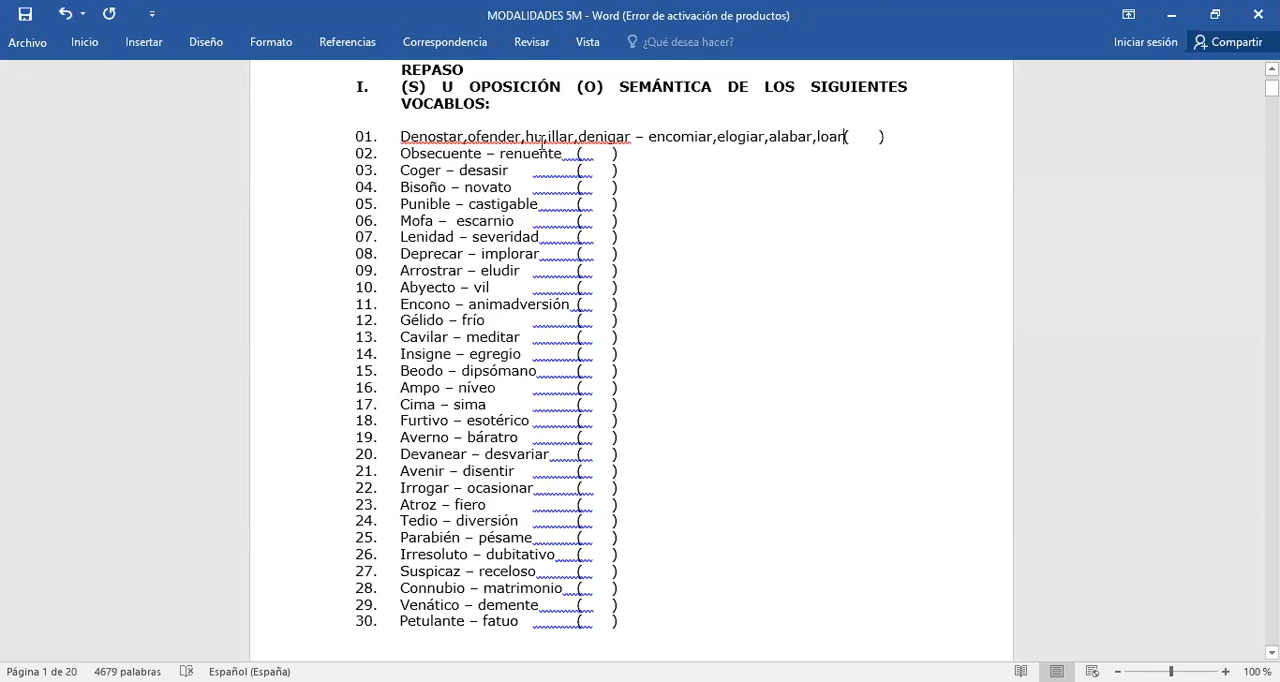 MODALIDADES 5M - Word (Error de activación de productos)
Archivo Inicio Insertar Diseño Formato Referencias Correspondencia Revisar Vista ¿Qué desea hacer? Iniciar sesión Compartir
REPASO
I. (S) U OPOSICIÓN (O) SEMÁNTICA DE LOS SIGUIENTES
VOCABLOS:
01. Denostar,ofender,hu,illar,denigar – encomiar,elogiar,alabar,loar( )
02. Obsecuente – renuente ( )
03. Coger – desasir ( )
04. Bisoño – novato ( )
05. Punible – castigable ( )
06. Mofa – escarnio ( )
07. Lenidad – severidad ( )
08. Deprecar – implorar ( )
09. Arrostrar – eludir ( )
10. Abyecto – vil ( )
11. Encono – animadversión ( )
12. Gélido – frío ( )
13. Cavilar – meditar ( )
14. Insigne – egregio ( )
15. Beodo – dipsómano ( )
16. Ampo – níveo ( )
17. Cima – sima ( )
18. Furtivo – esotérico ( )
19. Averno – báratro ( )
20. Devanear – desvariar ( )
21. Avenir – disentir ( )
22. Irrogar – ocasionar ( )
23. Atroz – fiero ( )
24. Tedio – diversión ( )
25. Parabién – pésame ( )
26. Irresoluto – dubitativo ( )
27. Suspicaz – receloso ( )
28. Connubio – matrimonio ( )
29. Venático – demente ( )
30. Petulante – fatuo ( )
Página 1 de 20 4679 palabras Español (España) 100 %